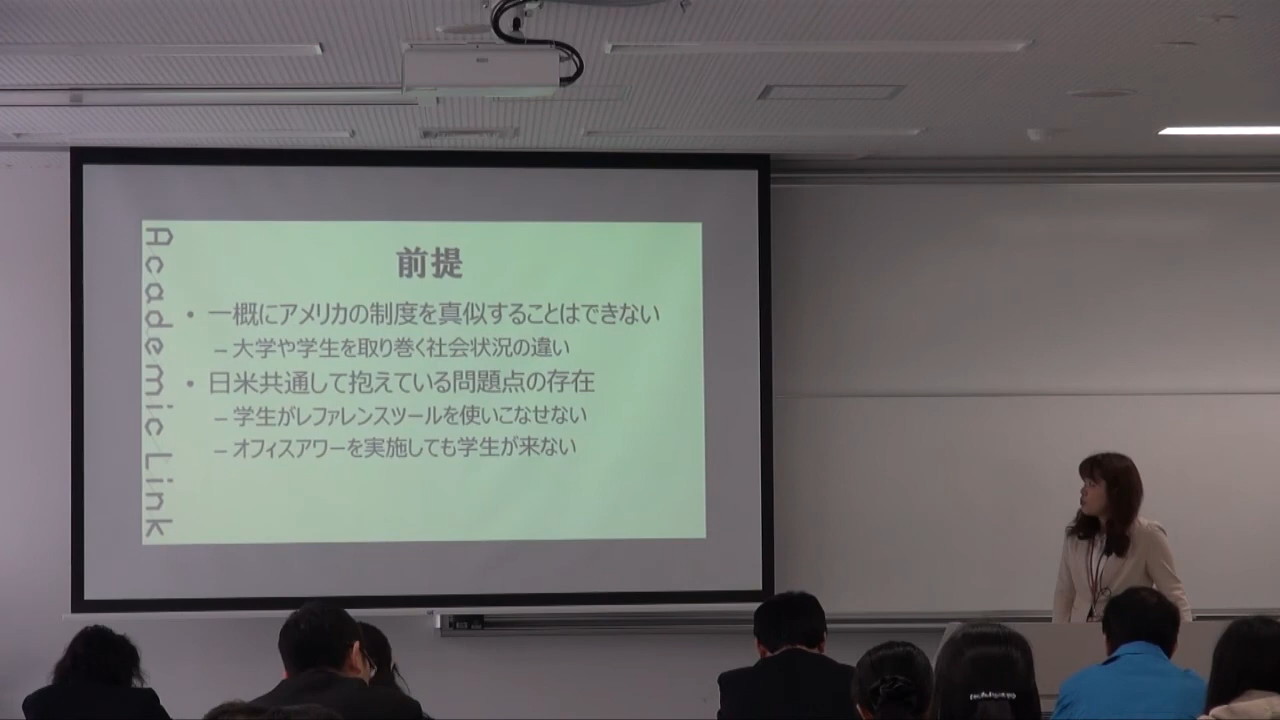 Academic Link
前提
• 一概にアメリカの制度を真似することはできない
– 大学や学生を取り巻く社会状況の違い
• 日米共通して抱えている問題点の存在
– 学生がレファレンスツールを使いこなせない
– オフィスアワーを実施しても学生が来ない